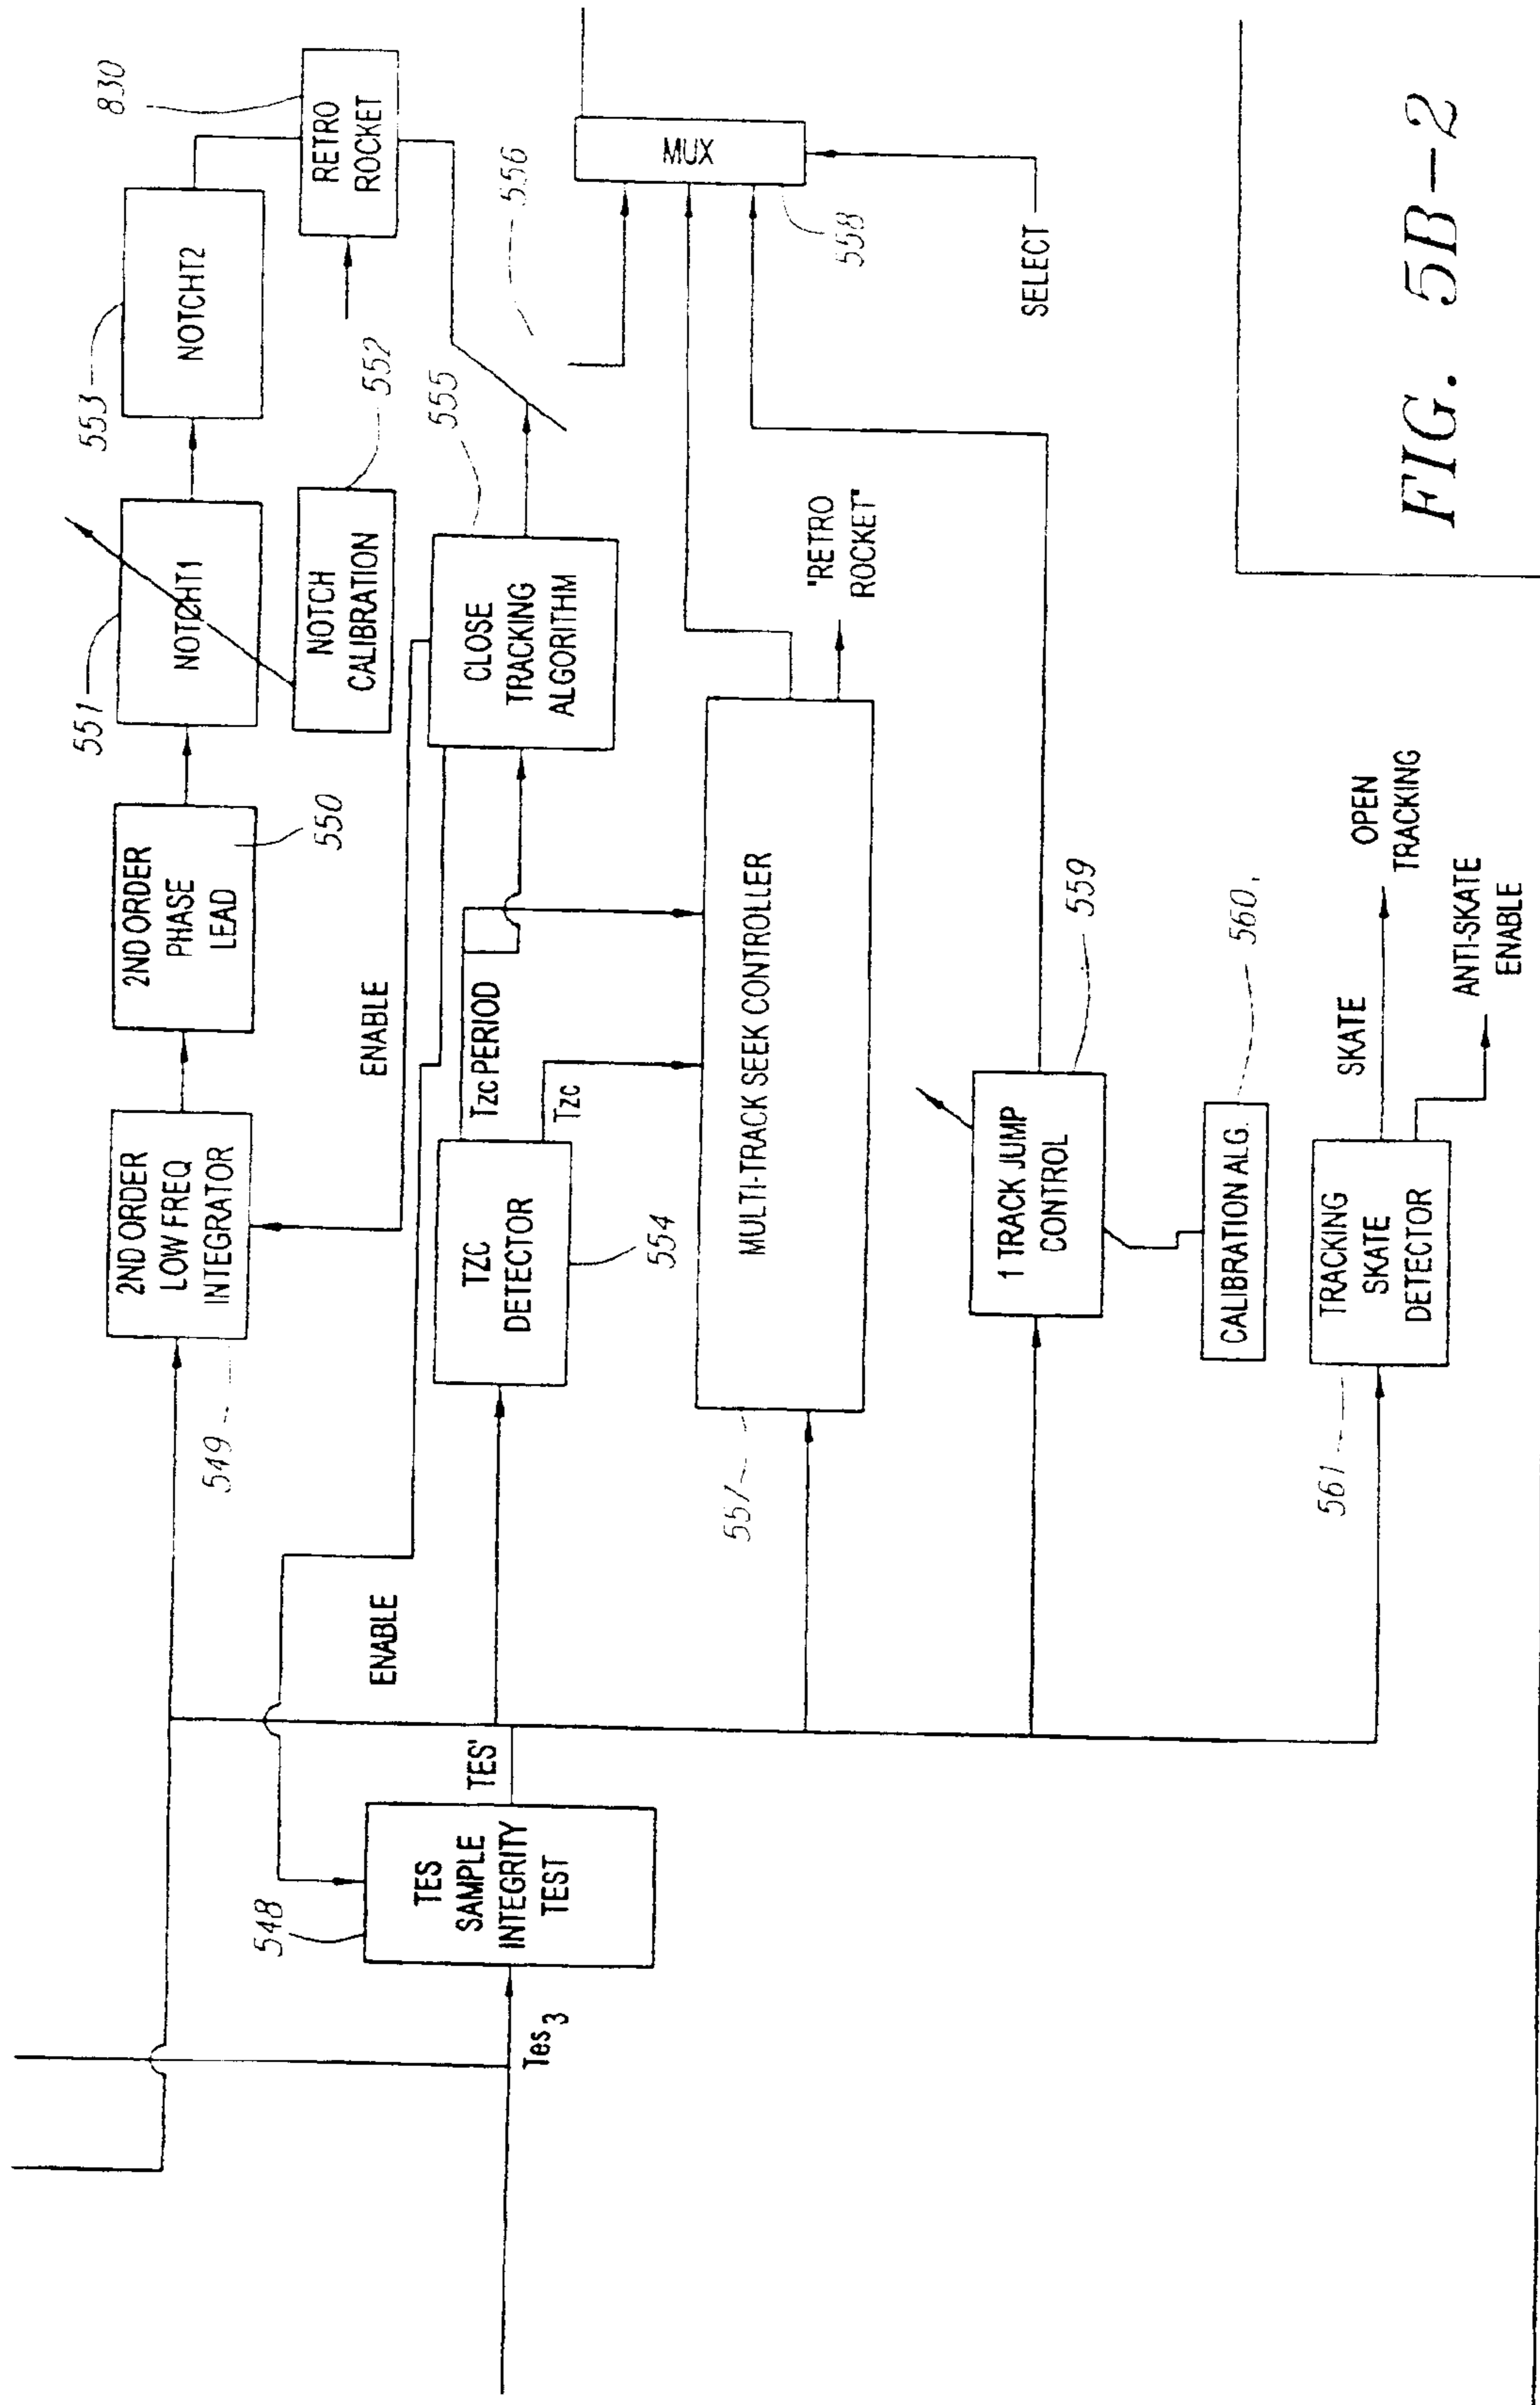 830
RETRO
ROCKET
553
NOTCHT2
556
MUX
558
SELECT
551
NOTCHT1
552
NOTCH
CALIBRATION
555
CLOSE
TRACKING
ALGORITHM
"RETRO
ROCKET"
2ND ORDER
PHASE
LEAD
550
ENABLE
Tzc PERIOD
Tzc
2ND ORDER
LOW FREQ
INTEGRATOR
549
TZC
DETECTOR
554
MULTI-TRACK SEEK CONTROLLER
557
1 TRACK JUMP
CONTROL
559
CALIBRATION ALG.
560
TRACKING
SKATE
DETECTOR
561
SKATE
OPEN
TRACKING
ANTI-SKATE
ENABLE
ENABLE
TES'
548
TES
SAMPLE
INTEGRITY
TEST
Tes3
FIG. 5B-2